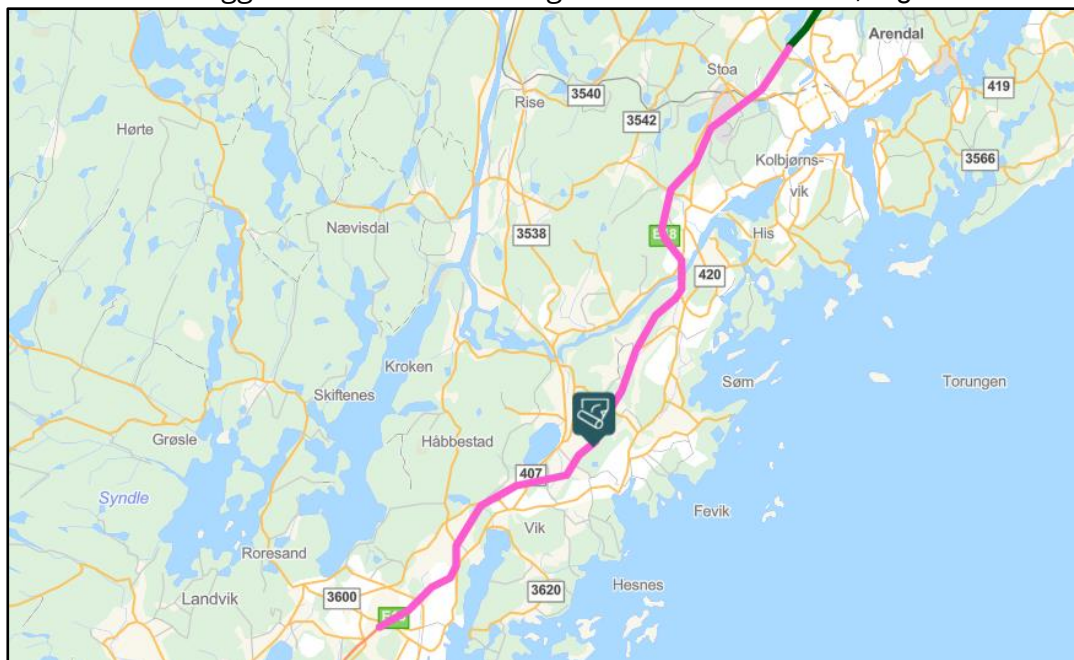 Arendal
Stoa
419
3540
Rise
3542
Hørte
3566
Kolbjørns-
vik
Nævisdal
3538
His
420
Kroken
Søm
Torungen
Skiftenes
Håbbestad
Grøsle
407
Syndle
Fevik
Vik
Roresand
Hesnes
3620
Landvik
3600